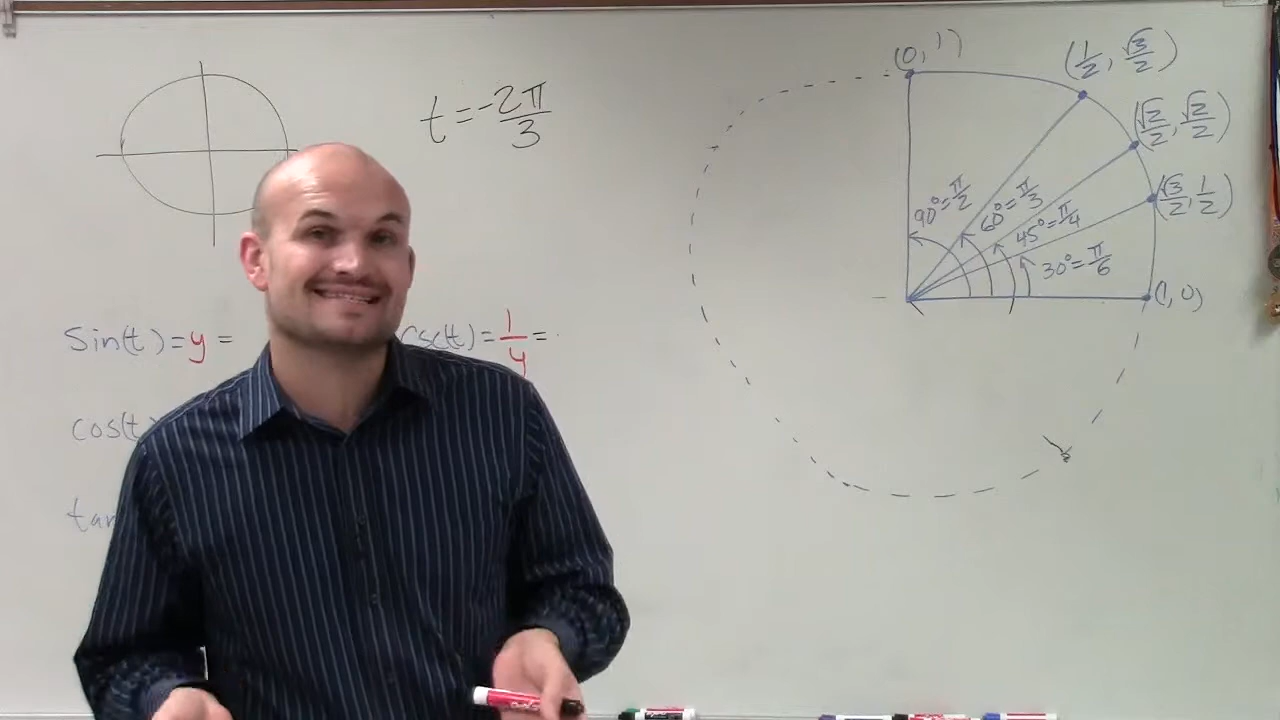 t = -2π/3
sin(t) = y =
csc(t) = 1/y =
cos(t)
tan
(0, 1)
(1/2, √3/2)
(√2/2, √2/2)
(√3/2, 1/2)
(1, 0)
90° = π/2
60° = π/3
45° = π/4
30° = π/6